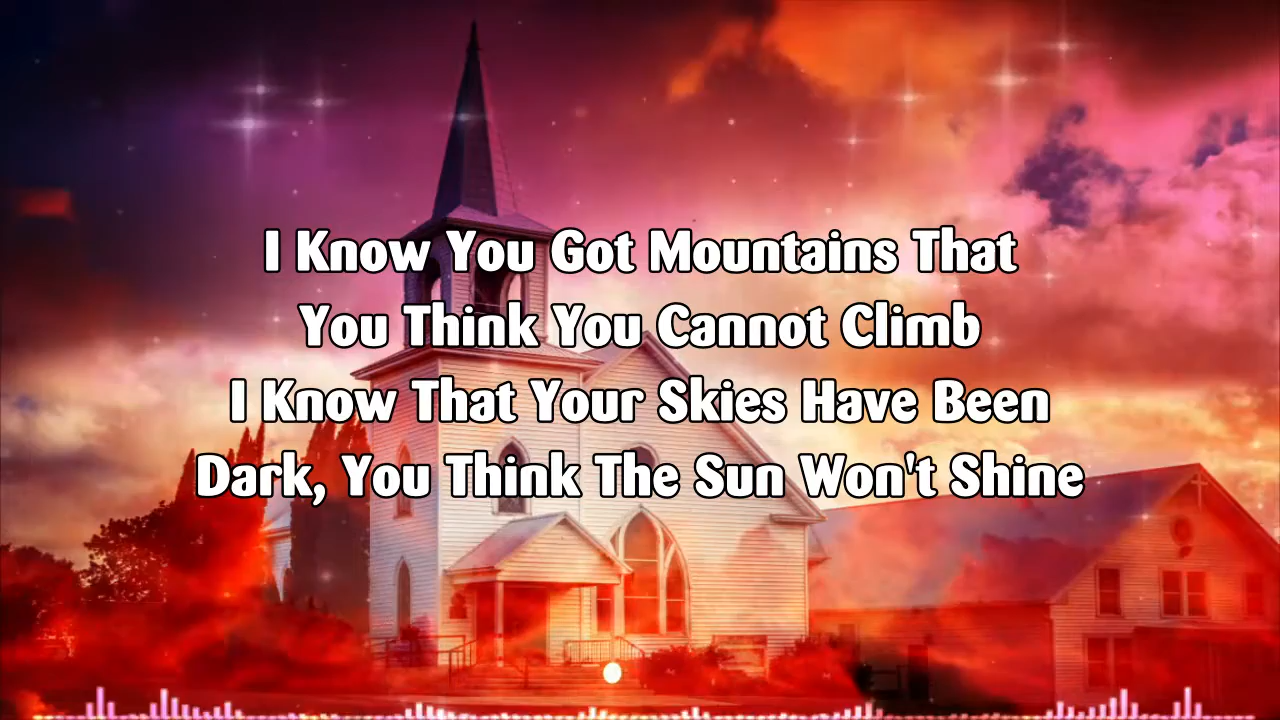 I Know You Got Mountains That
You Think You Cannot Climb
I Know That Your Skies Have Been
Dark, You Think The Sun Won't Shine